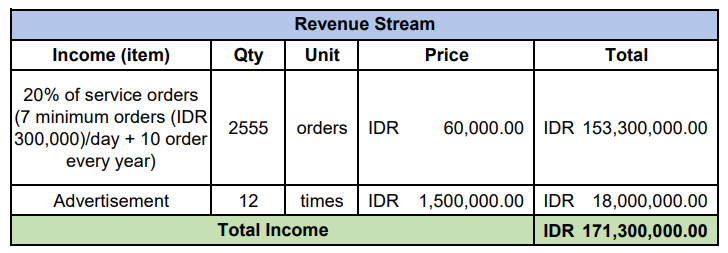 Revenue Stream
Income (item) Qty Unit Price Total
20% of service orders
(7 minimum orders (IDR
300,000)/day + 10 order
every year)
2555 orders IDR 60,000.00 IDR 153,300,000.00
Advertisement 12 times IDR 1,500,000.00 IDR 18,000,000.00
Total Income IDR 171,300,000.00